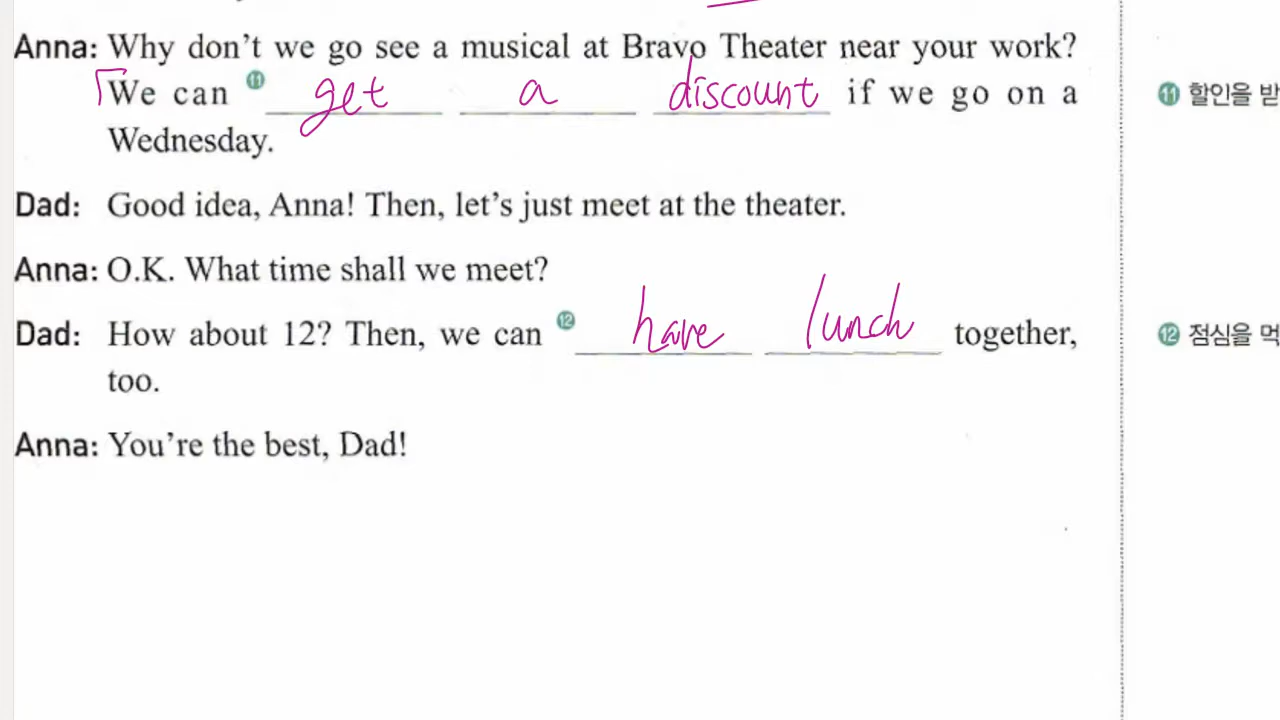 Anna: Why don't we go see a musical at Bravo Theater near your work?
We can ⑪ get a discount if we go on a
⑪ 할인을 받
Wednesday.
Dad: Good idea, Anna! Then, let's just meet at the theater.
Anna: O.K. What time shall we meet?
Dad: How about 12? Then, we can ⑫ have lunch together,
⑫ 점심을 먹
too.
Anna: You're the best, Dad!